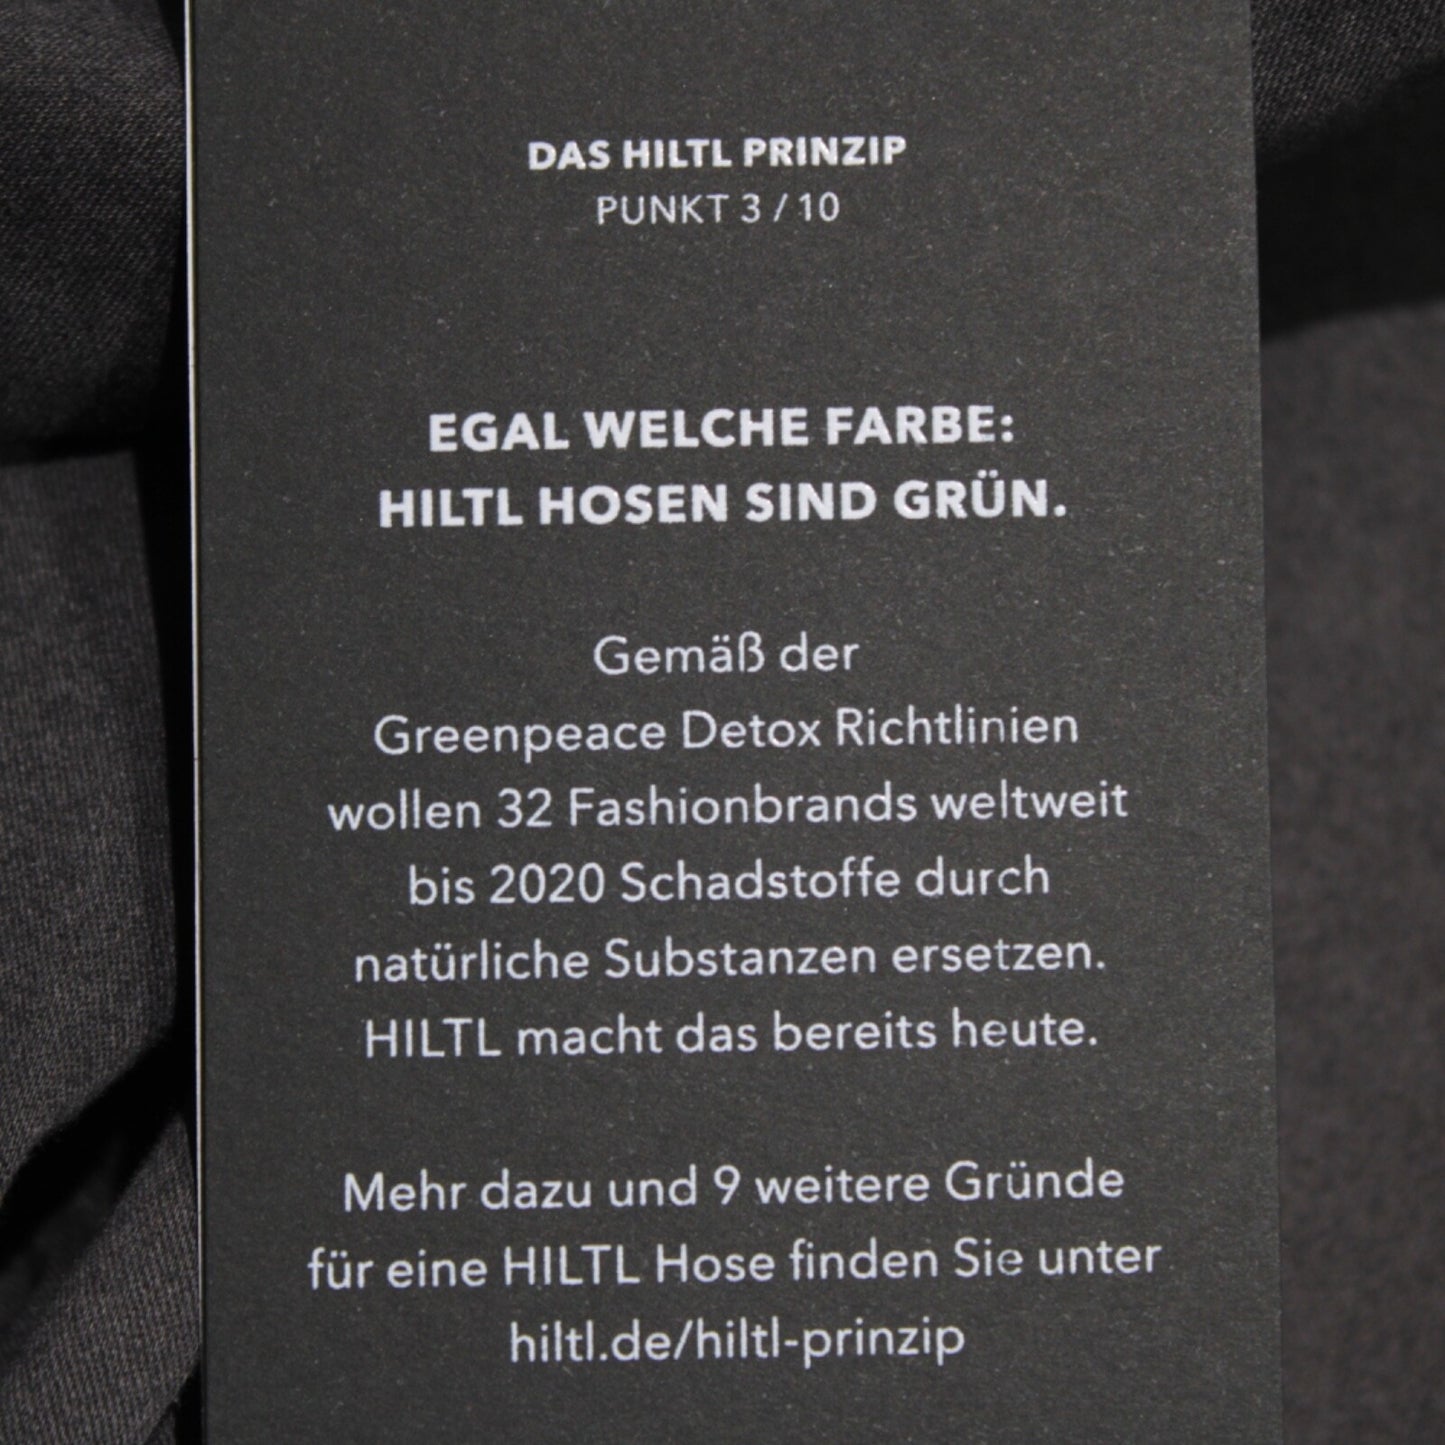 DAS HILTL PRINZIP
PUNKT 3 / 10
EGAL WELCHE FARBE:
HILTL HOSEN SIND GRÜN.
Gemäß der
Greenpeace Detox Richtlinien
wollen 32 Fashionbrands weltweit
bis 2020 Schadstoffe durch
natürliche Substanzen ersetzen.
HILTL macht das bereits heute.
Mehr dazu und 9 weitere Gründe
für eine HILTL Hose finden Sie unter
hiltl.de/hiltl-prinzip